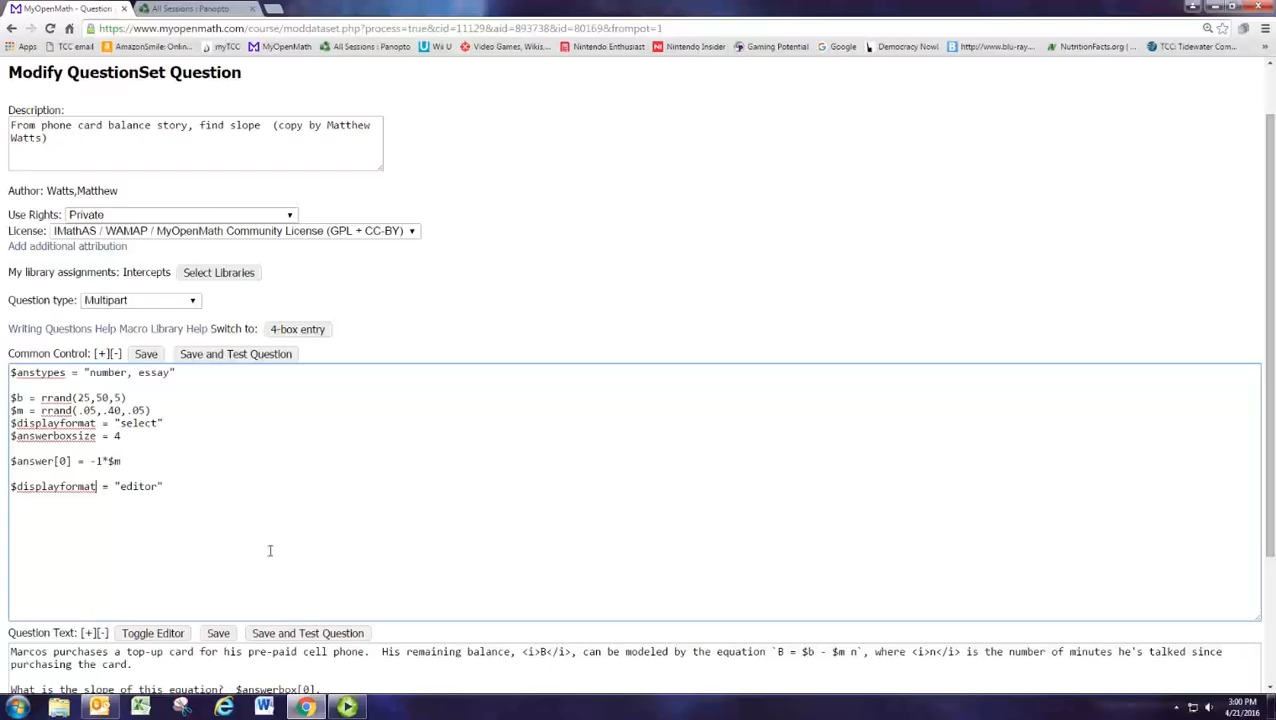 MyOpenMath - Question
All Sessions : Panopto
https://www.myopenmath.com/course/moddataset.php?process=true&cid=11129&aid=893738&id=80169&frompot=1
Apps TCC email AmazonSmile: Onlin... myTCC MyOpenMath All Sessions : Panopto Wii U Video Games, Wikis,... Nintendo Enthusiast Nintendo Insider Gaming Potential Google Democracy Now! http://www.blu-ray... NutritionFacts.org |... TCC: Tidewater Com... »
Modify QuestionSet Question
Description:
From phone card balance story, find slope (copy by Matthew
Watts)
Author: Watts,Matthew
Use Rights: Private
License: IMathAS / WAMAP / MyOpenMath Community License (GPL + CC-BY)
Add additional attribution
My library assignments: Intercepts Select Libraries
Question type: Multipart
Writing Questions Help Macro Library Help Switch to: 4-box entry
Common Control: [+][-] Save Save and Test Question
$anstypes = "number, essay"
$b = rrand(25,50,5)
$m = rrand(.05,.40,.05)
$displayformat = "select"
$answerboxsize = 4
$answer[0] = -1*$m
$displayformat = "editor"
Question Text: [+][-] Toggle Editor Save Save and Test Question
Marcos purchases a top-up card for his pre-paid cell phone. His remaining balance, <i>B</i>, can be modeled by the equation `B = $b - $m n`, where <i>n</i> is the number of minutes he's talked since
purchasing the card.
What is the slope of this equation? $answerbox[0].
3:00 PM
4/21/2016